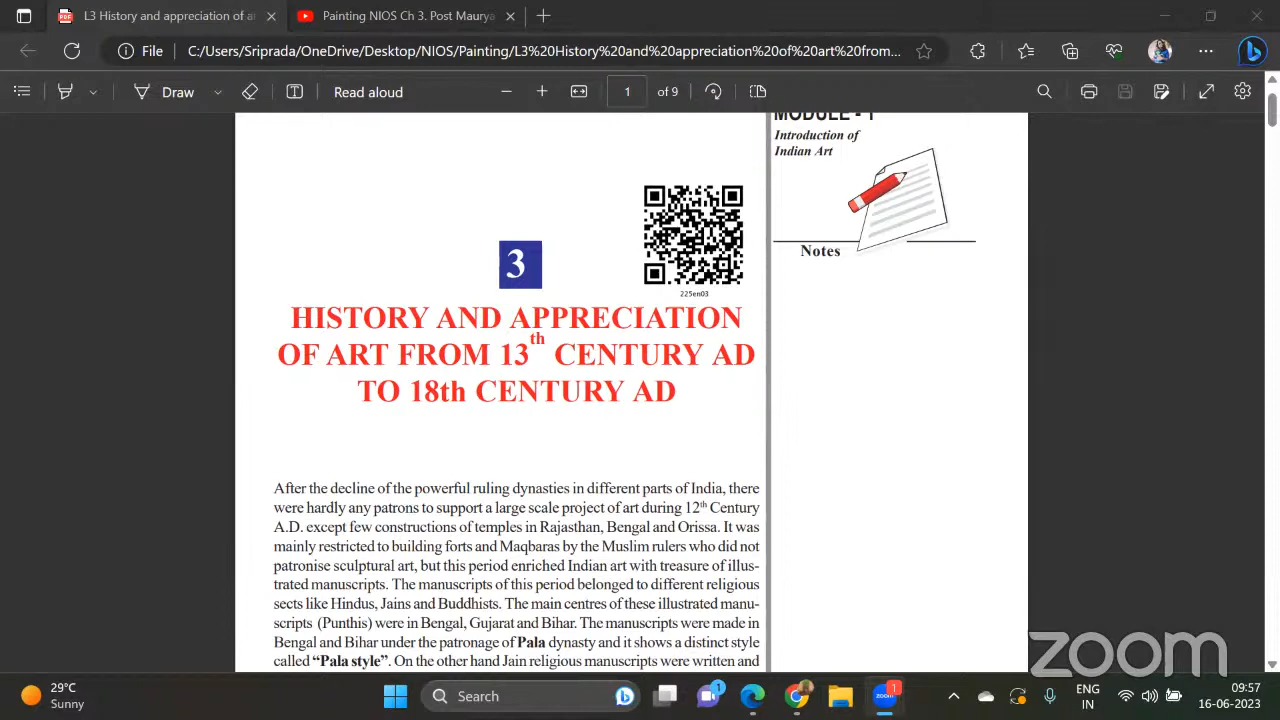 L3 History and appreciation of ar
Painting NIOS Ch 3. Post Maurya
File
C:/Users/Sriprada/OneDrive/Desktop/NIOS/Painting/L3%20History%20and%20appreciation%20of%20art%20from...
Draw
Read aloud
1 of 9
MODULE - 1
Introduction of
Indian Art
Notes
225en03
3
HISTORY AND APPRECIATION
OF ART FROM 13th CENTURY AD
TO 18th CENTURY AD
After the decline of the powerful ruling dynasties in different parts of India, there
were hardly any patrons to support a large scale project of art during 12th Century
A.D. except few constructions of temples in Rajasthan, Bengal and Orissa. It was
mainly restricted to building forts and Maqbaras by the Muslim rulers who did not
patronise sculptural art, but this period enriched Indian art with treasure of illus-
trated manuscripts. The manuscripts of this period belonged to different religious
sects like Hindus, Jains and Buddhists. The main centres of these illustrated manu-
scripts (Punthis) were in Bengal, Gujarat and Bihar. The manuscripts were made in
Bengal and Bihar under the patronage of Pala dynasty and it shows a distinct style
called “Pala style”. On the other hand Jain religious manuscripts were written and
zoom
29°C
Sunny
Search
1
zoom
1
ENG
IN
09:57
16-06-2023